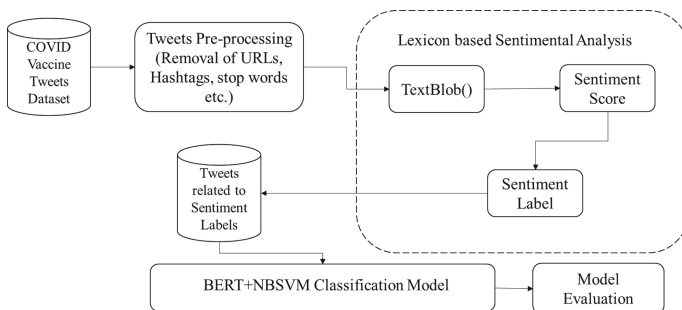 COVID
Vaccine
Tweets
Dataset
Tweets Pre-processing
(Removal of URLs,
Hashtags, stop words
etc.)
Lexicon based Sentimental Analysis
TextBlob()
Sentiment
Score
Sentiment
Label
Tweets
related to
Sentiment
Labels
BERT+NBSVM Classification Model
Model
Evaluation